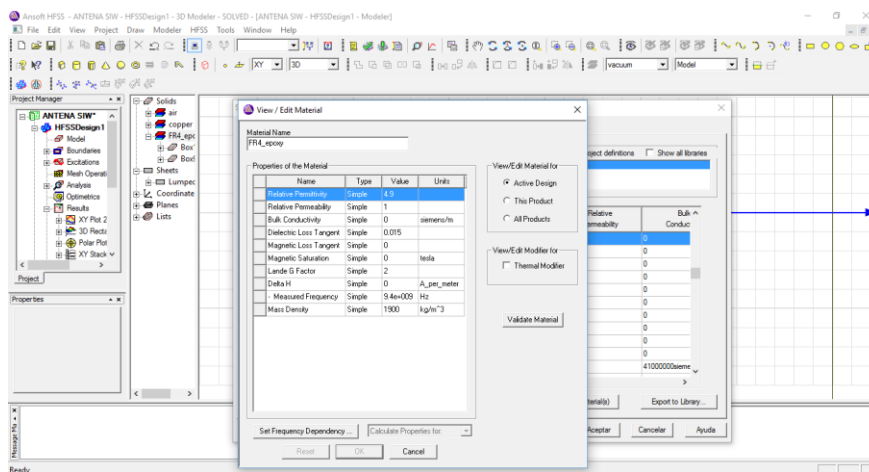 Ansoft HFSS - ANTENA SIW - HFSSDesign1 - 3D Modeler - SOLVED - [ANTENA SIW - HFSSDesign1 - Modeler]
File Edit View Project Draw Modeler HFSS Tools Window Help
XY 3D vacuum Model
Project Manager
ANTENA SIW*
HFSSDesign1
Model
Boundaries
Excitations
Mesh Operati
Analysis
Optimetrics
Results
XY Plot 2
3D Recta
Polar Plot
XY Stack
Project
Properties
Solids
air
copper
FR4_epo
Box
Box
Sheets
Lumped
Coordinate
Planes
Lists
View / Edit Material
Material Name
FR4_epoxy
Properties of the Material
Name Type Value Units
Relative Permittivity Simple 4.9
Relative Permeability Simple 1
Bulk Conductivity Simple 0 siemens/m
Dielectric Loss Tangent Simple 0.015
Magnetic Loss Tangent Simple 0
Magnetic Saturation Simple 0 tesla
Lande G Factor Simple 2
Delta H Simple 0 A_per_meter
- Measured Frequency Simple 9.4e+009 Hz
Mass Density Simple 1900 kg/m^3
Set Frequency Dependency... Calculate Properties for:
Reset OK Cancel
View/Edit Material for
Active Design
This Product
All Products
View/Edit Modifier for
Thermal Modifier
Validate Material
oject definitions Show all libraries
Relative Bulk
rmeability Conduc
0
0
0
0
0
0
0
0
0
0
41000000sieme
terial(s) Export to Library...
Aceptar Cancelar Ayuda
Message Ma
Ready